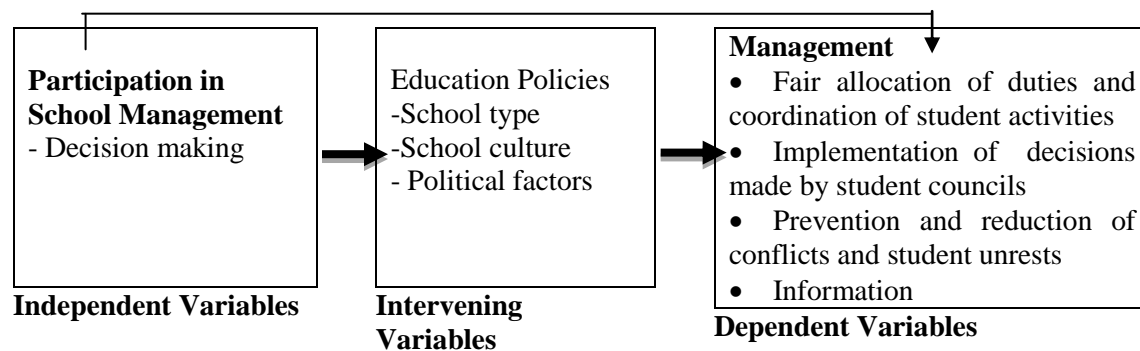 Participation in
School Management
- Decision making
Independent Variables
Education Policies
-School type
-School culture
- Political factors
Intervening
Variables
Management
• Fair allocation of duties and
coordination of student activities
• Implementation of decisions
made by student councils
• Prevention and reduction of
conflicts and student unrests
• Information
Dependent Variables